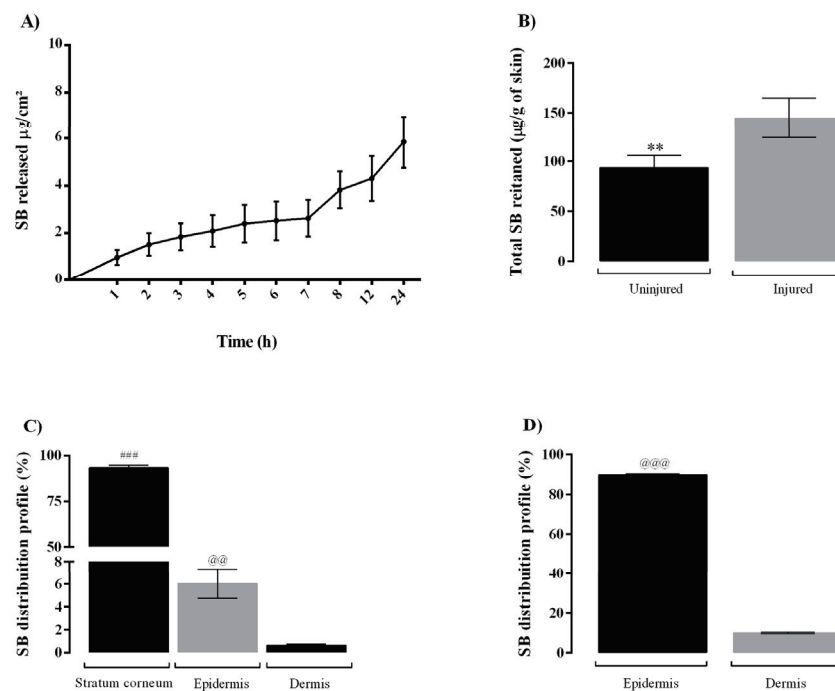 A)
SB released µg/cm²
10
8
6
4
2
0
1 2 3 4 5 6 7 8 12 24
Time (h)
B)
Total SB reitaned (µg/g of skin)
200
150
100
50
0
**
Uninjured Injured
C)
SB distribuition profile (%)
100
75
50
8
6
4
2
0
###
@@
Stratum corneum Epidermis Dermis
D)
SB distribuition profile (%)
100
80
60
40
20
0
@@@
Epidermis Dermis